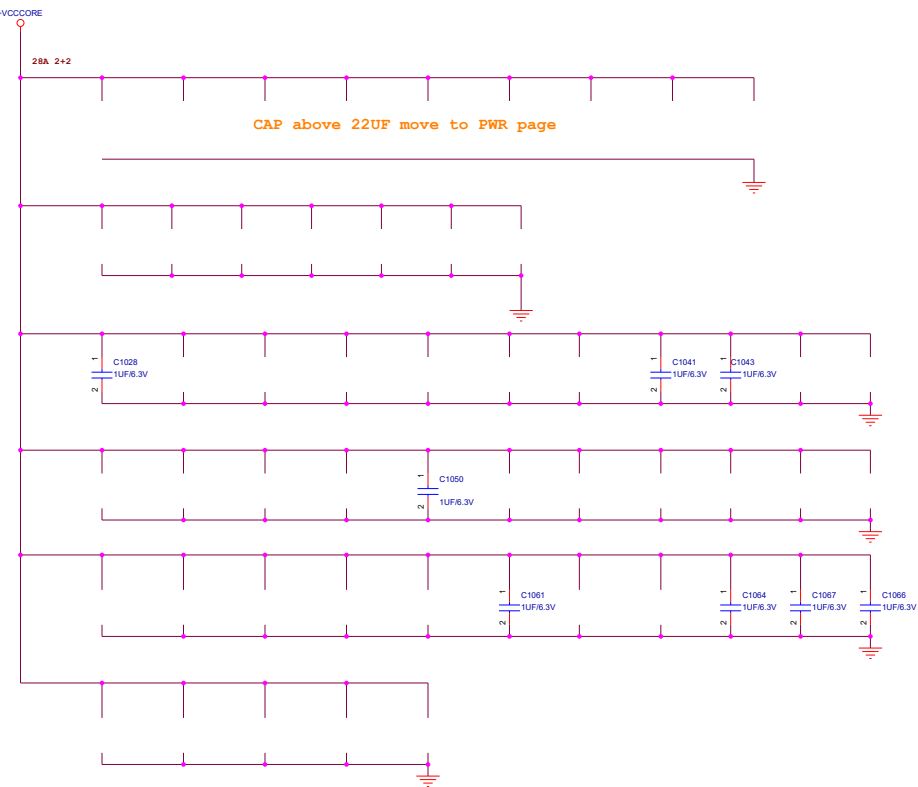 -VCCCORE
28A 2+2
CAP above 22UF move to PWR page
1
C1028
1UF/6.3V
2
1
C1041
1UF/6.3V
2
1
C1043
1UF/6.3V
2
1
C1050
1UF/6.3V
2
1
C1061
1UF/6.3V
2
1
C1064
1UF/6.3V
2
1
C1067
1UF/6.3V
2
1
C1066
1UF/6.3V
2